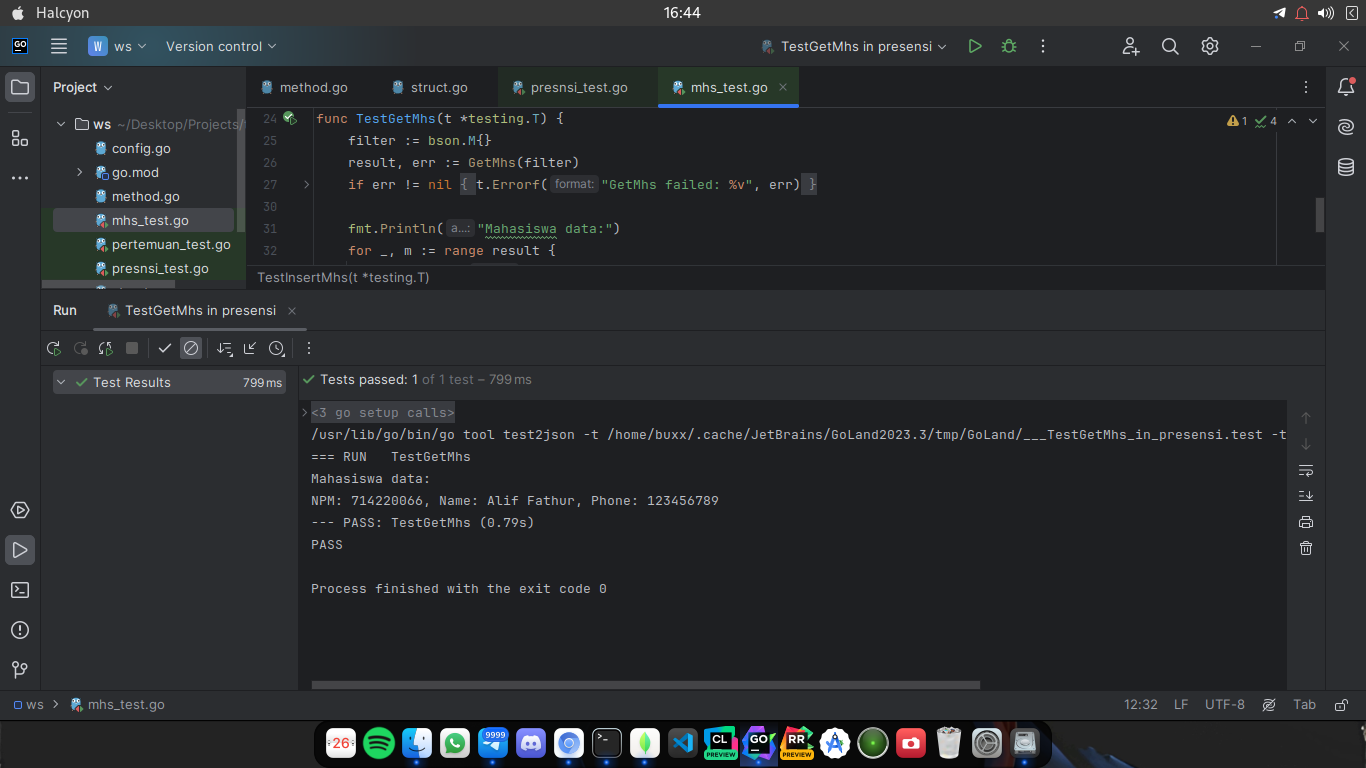 Halcyon
16:44
GO
W ws
Version control
TestGetMhs in presensi
Project
method.go
struct.go
presnsi_test.go
mhs_test.go
ws ~/Desktop/Projects/
config.go
go.mod
method.go
mhs_test.go
pertemuan_test.go
presnsi_test.go
24 func TestGetMhs(t *testing.T) {
25 filter := bson.M{}
26 result, err := GetMhs(filter)
27 if err != nil { t.Errorf( format: "GetMhs failed: %v", err) }
30
31 fmt.Println( a...: "Mahasiswa data:")
32 for _, m := range result {
1 4
TestInsertMhs(t *testing.T)
Run
TestGetMhs in presensi
Test Results 799 ms
Tests passed: 1 of 1 test – 799 ms
<3 go setup calls>
/usr/lib/go/bin/go tool test2json -t /home/buxx/.cache/JetBrains/GoLand2023.3/tmp/GoLand/___TestGetMhs_in_presensi.test -t
=== RUN   TestGetMhs
Mahasiswa data:
NPM: 714220066, Name: Alif Fathur, Phone: 123456789
--- PASS: TestGetMhs (0.79s)
PASS
Process finished with the exit code 0
ws
mhs_test.go
12:32
LF
UTF-8
Tab
26
9999
>_
CL
PREVIEW
GO
RR
PREVIEW